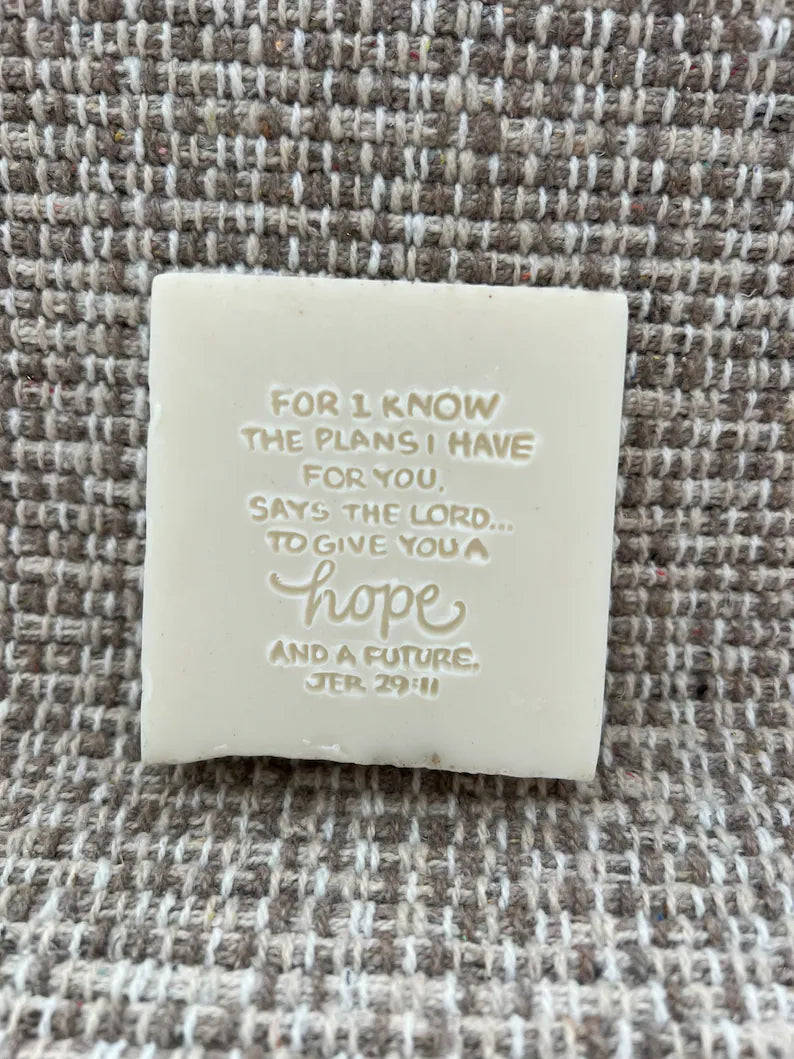 FOR I KNOW
THE PLANS I HAVE
FOR YOU,
SAYS THE LORD...
TO GIVE YOU A
hope
AND A FUTURE.
JER 29:11